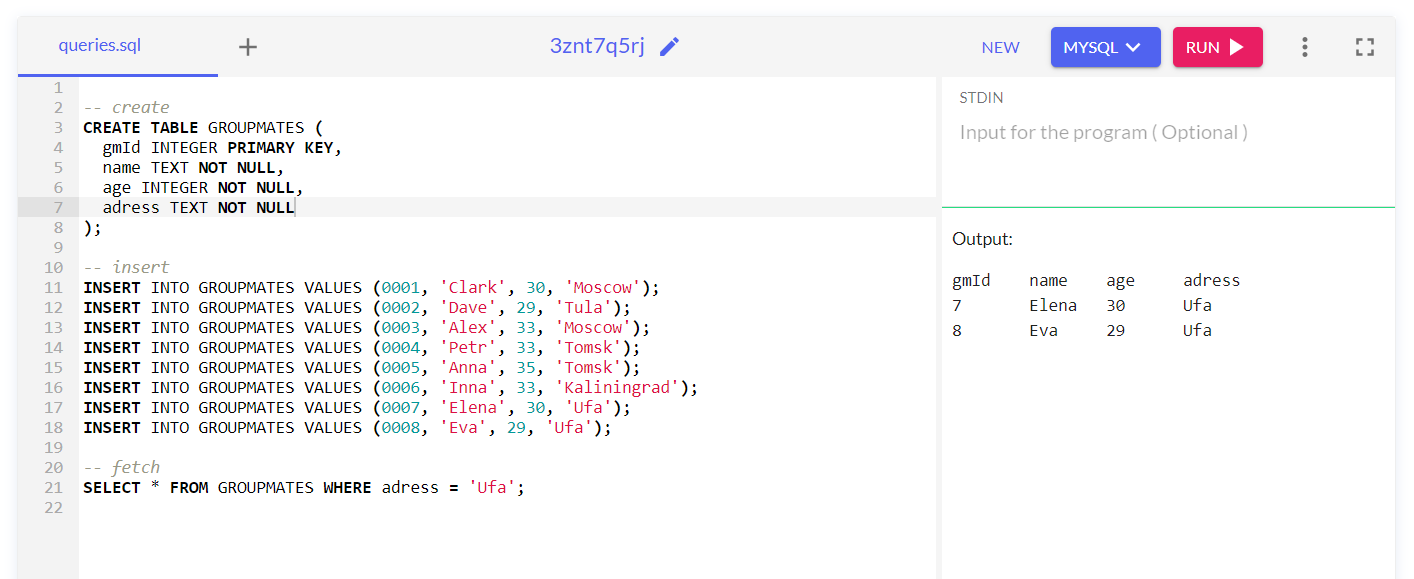 queries.sql + 3znt7q5rj NEW MYSQL RUN
1
2 -- create
3 CREATE TABLE GROUPMATES (
4   gmId INTEGER PRIMARY KEY,
5   name TEXT NOT NULL,
6   age INTEGER NOT NULL,
7   adress TEXT NOT NULL
8 );
9
10 -- insert
11 INSERT INTO GROUPMATES VALUES (0001, 'Clark', 30, 'Moscow');
12 INSERT INTO GROUPMATES VALUES (0002, 'Dave', 29, 'Tula');
13 INSERT INTO GROUPMATES VALUES (0003, 'Alex', 33, 'Moscow');
14 INSERT INTO GROUPMATES VALUES (0004, 'Petr', 33, 'Tomsk');
15 INSERT INTO GROUPMATES VALUES (0005, 'Anna', 35, 'Tomsk');
16 INSERT INTO GROUPMATES VALUES (0006, 'Inna', 33, 'Kaliningrad');
17 INSERT INTO GROUPMATES VALUES (0007, 'Elena', 30, 'Ufa');
18 INSERT INTO GROUPMATES VALUES (0008, 'Eva', 29, 'Ufa');
19
20 -- fetch
21 SELECT * FROM GROUPMATES WHERE adress = 'Ufa';
22
STDIN
Input for the program ( Optional )
Output:
gmId name age adress
7 Elena 30 Ufa
8 Eva 29 Ufa